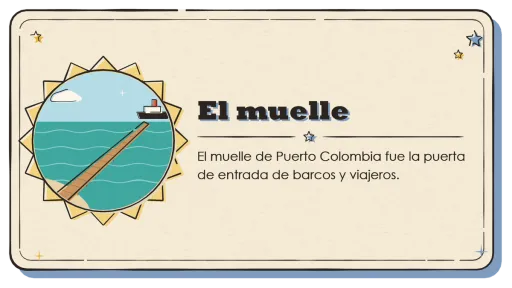 El muelle
El muelle de Puerto Colombia fue la puerta
de entrada de barcos y viajeros.